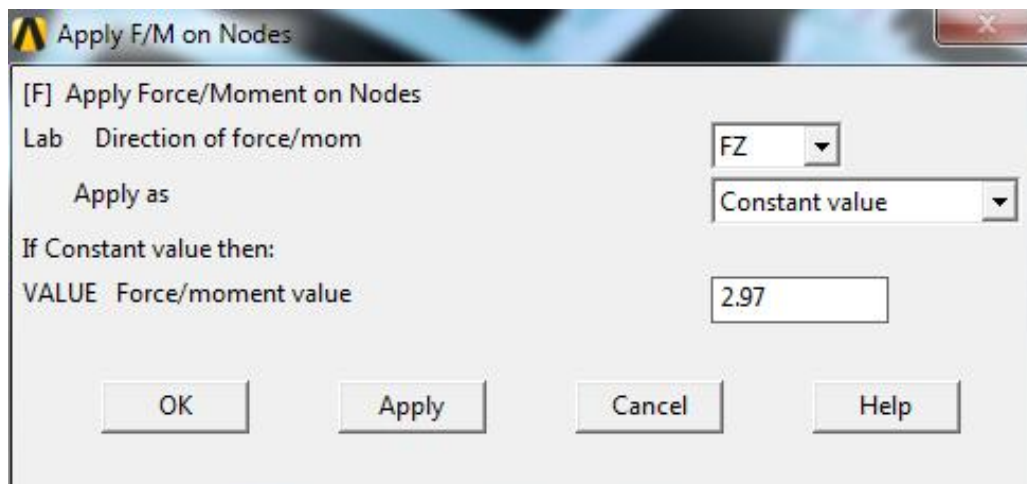 Apply F/M on Nodes
[F] Apply Force/Moment on Nodes
Lab Direction of force/mom FZ
Apply as Constant value
If Constant value then:
VALUE Force/moment value 2.97
OK Apply Cancel Help